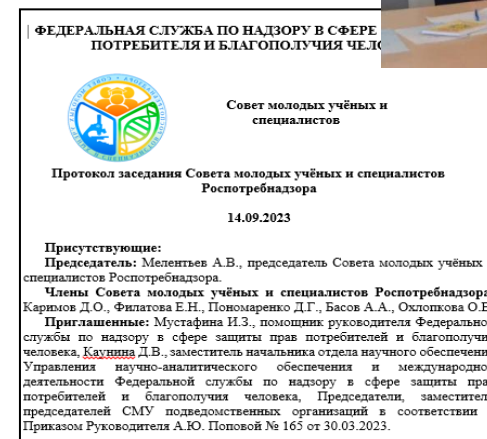 ФЕДЕРАЛЬНАЯ СЛУЖБА ПО НАДЗОРУ В СФЕРЕ
ПОТРЕБИТЕЛЯ И БЛАГОПОЛУЧИЯ
Совет молодых учёных и
специалистов
Протокол заседания Совета молодых учёных и специалистов
Роспотребнадзора
14.09.2023
Присутствующие:
Председатель: Мелентьев А.В., председатель Совета молодых учёных
специалистов Роспотребнадзора.
Члены Совета молодых учёных и специалистов Роспотребнадзора
Каримов Д.О., Филатова Е.Н., Пономаренко Д.Г., Басов А.А., Охлопкова О.В
Приглашенные: Мустафина И.З., помощник руководителя Федерально
службы по надзору в сфере защиты прав потребителей и благополучи
человека, Каунина Д.В., заместитель начальника отдела научного обеспечени
Управления научно-аналитического обеспечения и международно
деятельности Федеральной службы по надзору в сфере защиты пра
потребителей и благополучия человека, Председатели, заместител
председателей СМУ подведомственных организаций в соответствии
Приказом Руководителя А.Ю. Поповой № 165 от 30.03.2023.